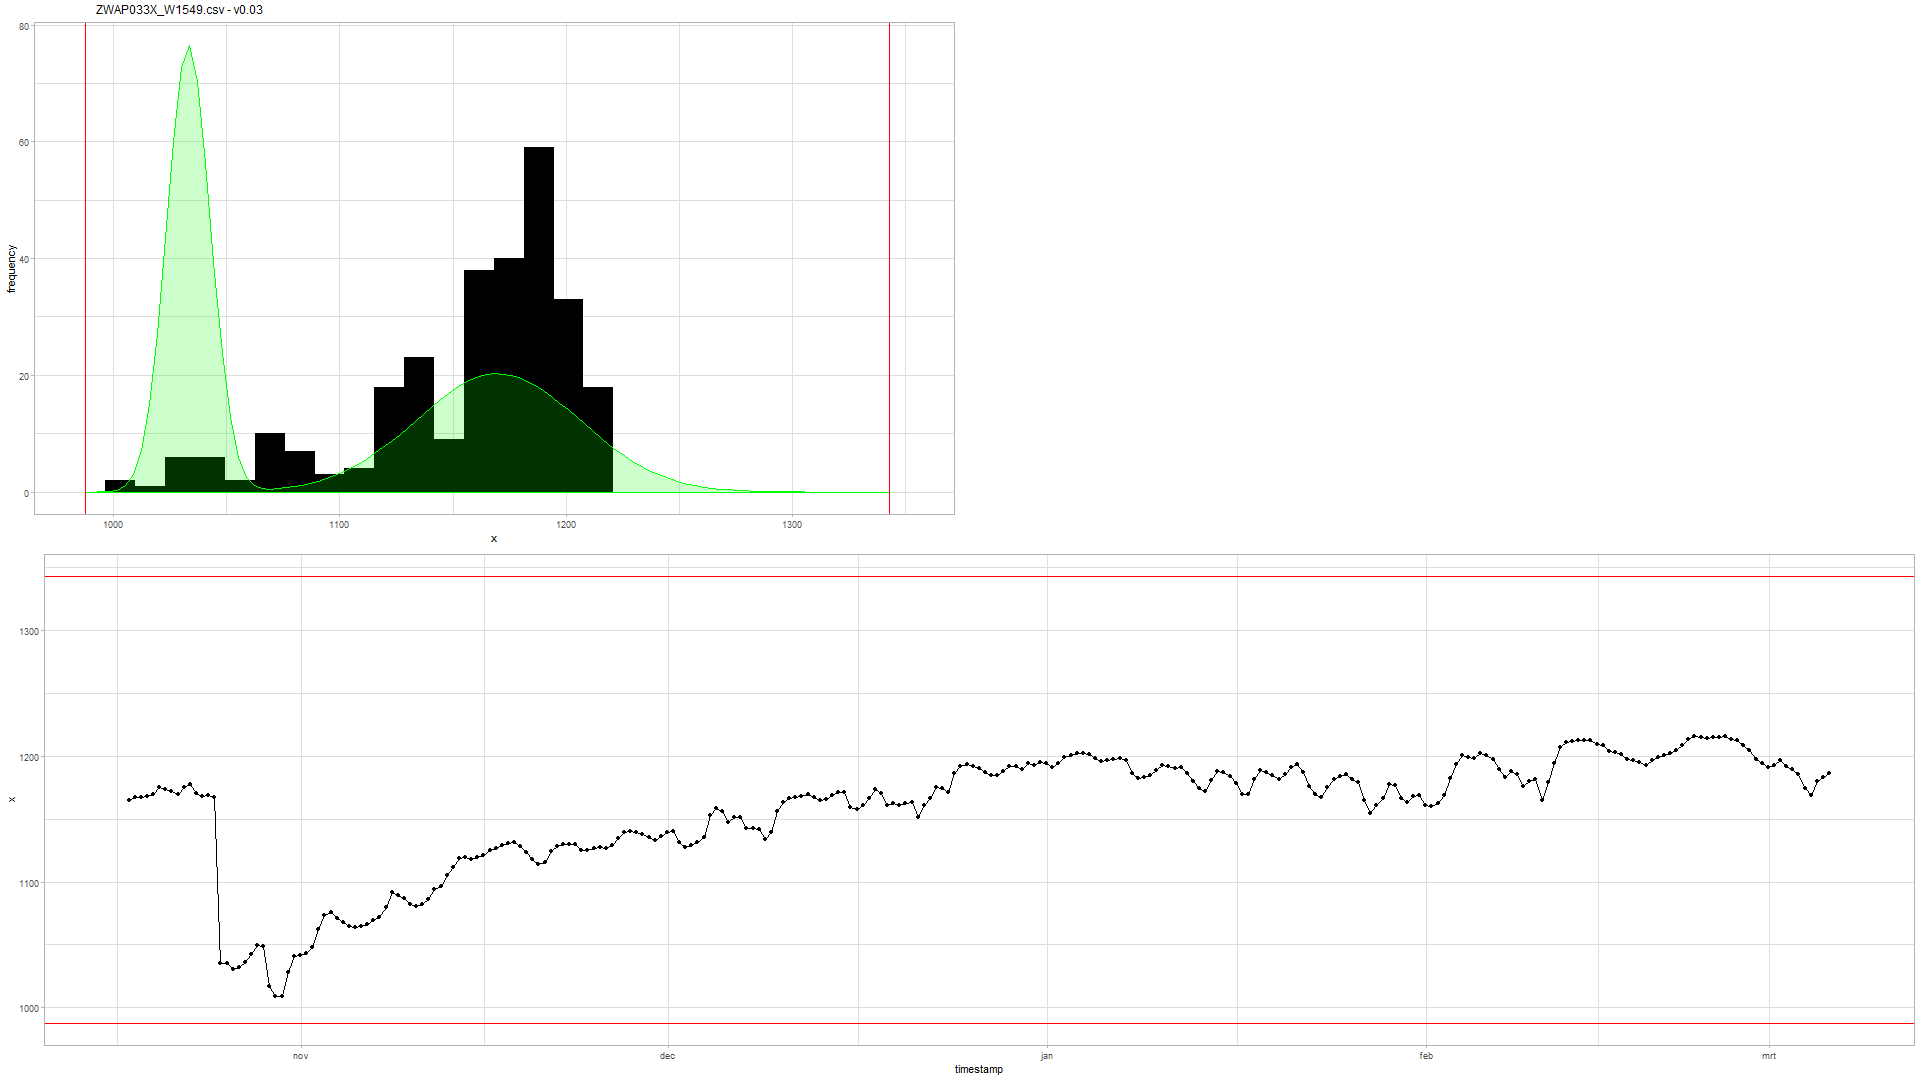 ZWAP033X_W1549.csv - v0.03
80
60
40
20
0
frequency
1000
1100
1200
1300
x
1300
1200
1100
1000
x
nov
dec
jan
feb
mrt
timestamp